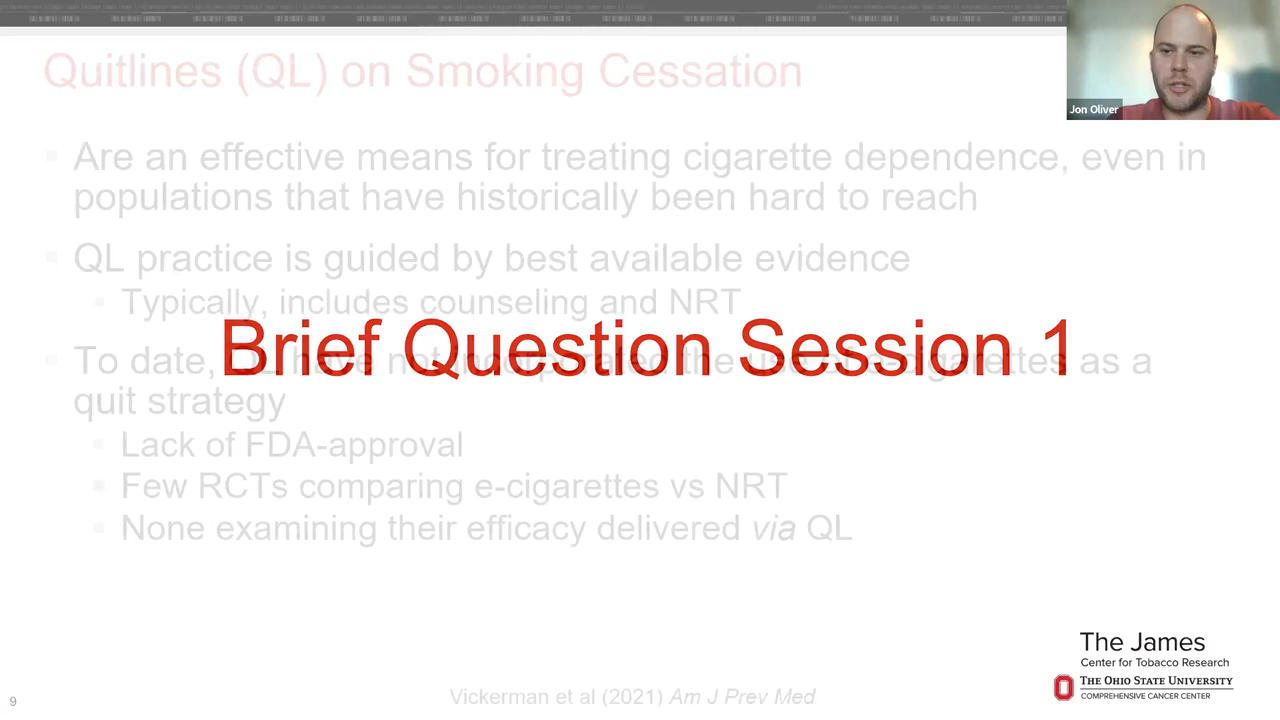 Quitlines (QL) on Smoking Cessation
Jon Oliver
Are an effective means for treating cigarette dependence, even in
populations that have historically been hard to reach
QL practice is guided by best available evidence
Typically, includes counseling and NRT
Brief Question Session 1
To date, have not incorporated the use of e-cigarettes as a
quit strategy
Lack of FDA-approval
Few RCTs comparing e-cigarettes vs NRT
None examining their efficacy delivered via QL
The James
Center for Tobacco Research
THE OHIO STATE UNIVERSITY
COMPREHENSIVE CANCER CENTER
9
Vickerman et al (2021) Am J Prev Med